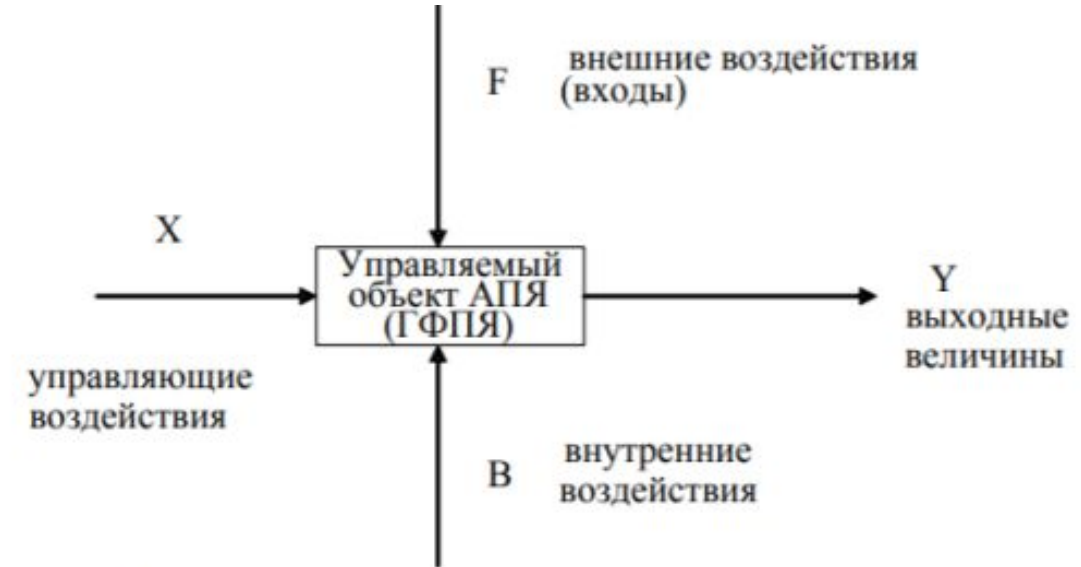 F
внешние воздействия
(входы)
X
Управляемый
объект АПЯ
(ГФПЯ)
Y
выходные
величины
управляющие
воздействия
B
внутренние
воздействия